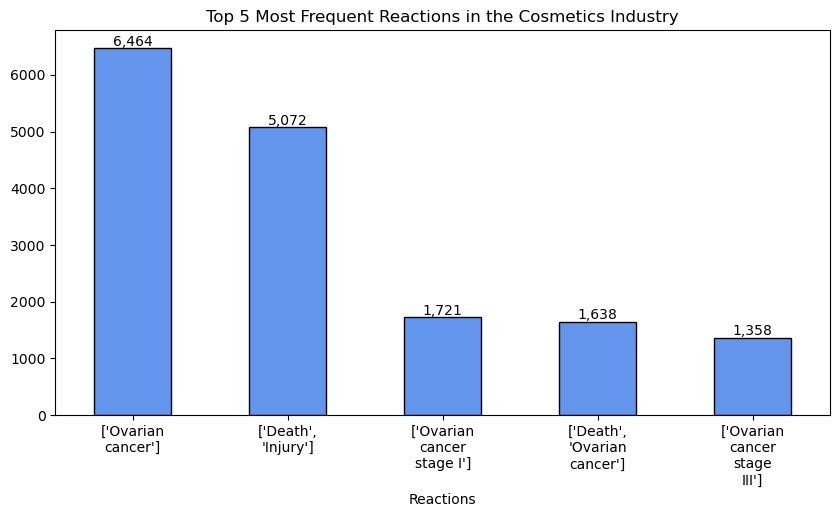 Top 5 Most Frequent Reactions in the Cosmetics Industry
6,464
6000
5,072
5000
4000
3000
2000
1,721
1,638
1,358
1000
0
['Ovarian
cancer']
['Death',
'Injury']
['Ovarian
cancer
stage I']
['Death',
'Ovarian
cancer']
['Ovarian
cancer
stage
III']
Reactions